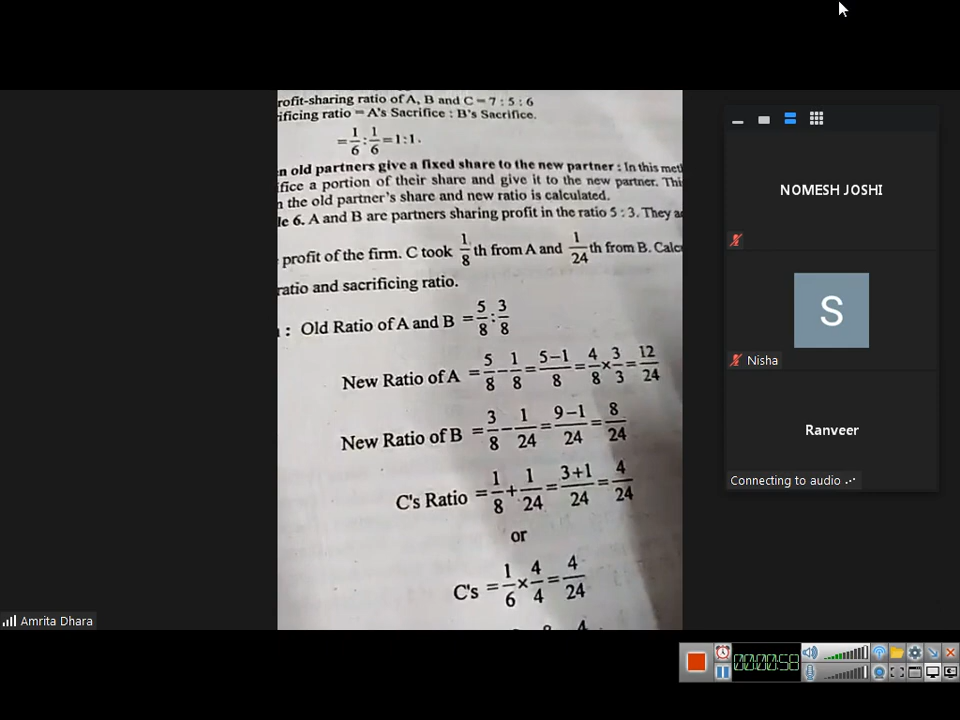 rofit-sharing ratio of A, B and C = 7 : 5 : 6
ificing ratio = A's Sacrifice : B's Sacrifice.
= 1/6 : 1/6 = 1 : 1.
n old partners give a fixed share to the new partner : In this met
ifice a portion of their share and give it to the new partner. Thi
the old partner's share and new ratio is calculated.
le 6. A and B are partners sharing profit in the ratio 5 : 3. They a
profit of the firm. C took 1/8 th from A and 1/24 th from B. Calc
ratio and sacrificing ratio.
: Old Ratio of A and B = 5/8 : 3/8
New Ratio of A = 5/8 − 1/8 = 5−1/8 = 4/8 × 3/3 = 12/24
New Ratio of B = 3/8 − 1/24 = 9−1/24 = 8/24
C's Ratio = 1/8 + 1/24 = 3+1/24 = 4/24
or
C's = 1/6 × 4/4 = 4/24
NOMESH JOSHI
S
Nisha
Ranveer
Connecting to audio
Amrita Dhara
00:00:58